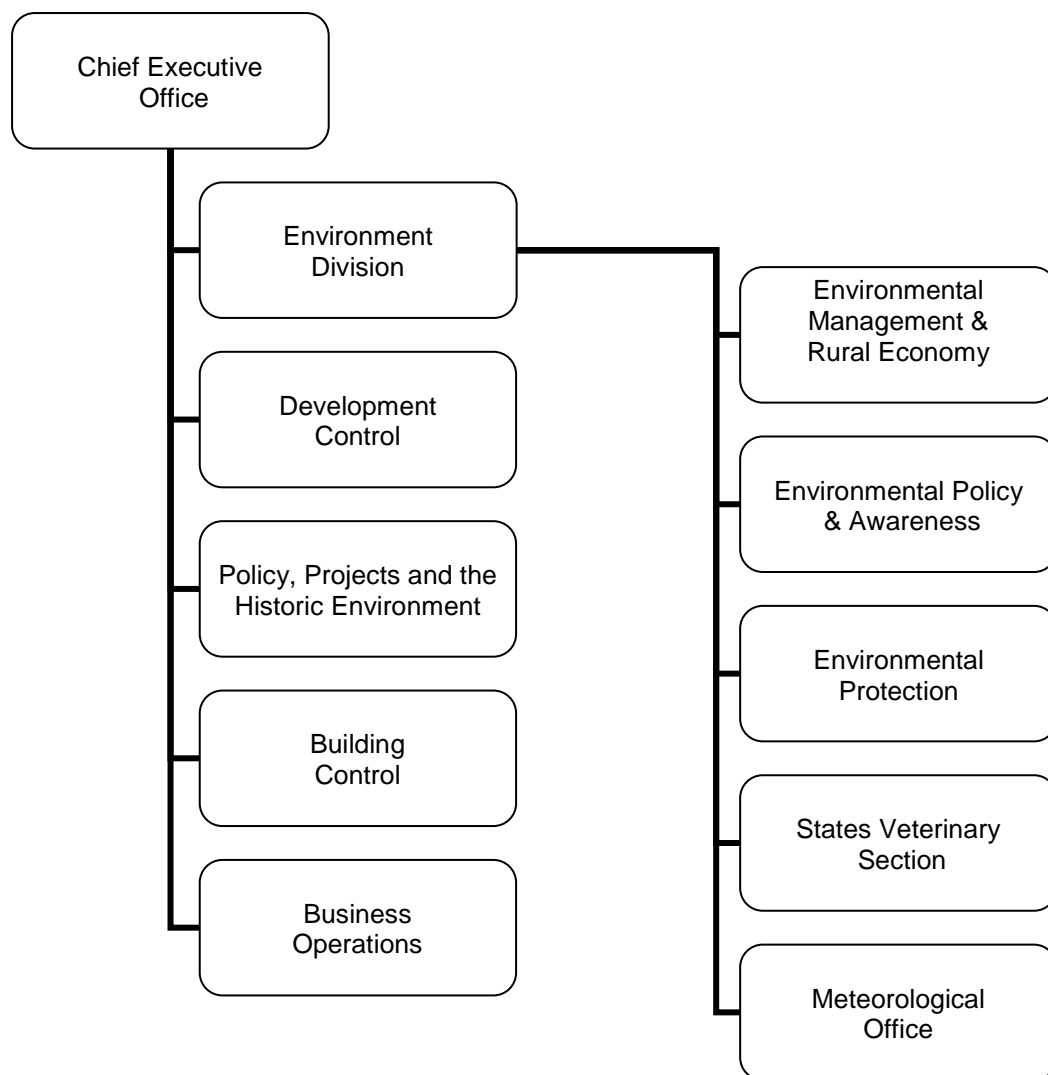 Chief Executive
Office
Environment
Division
Development
Control
Policy, Projects and the
Historic Environment
Building
Control
Business
Operations
Environmental
Management &
Rural Economy
Environmental Policy
& Awareness
Environmental
Protection
States Veterinary
Section
Meteorological
Office